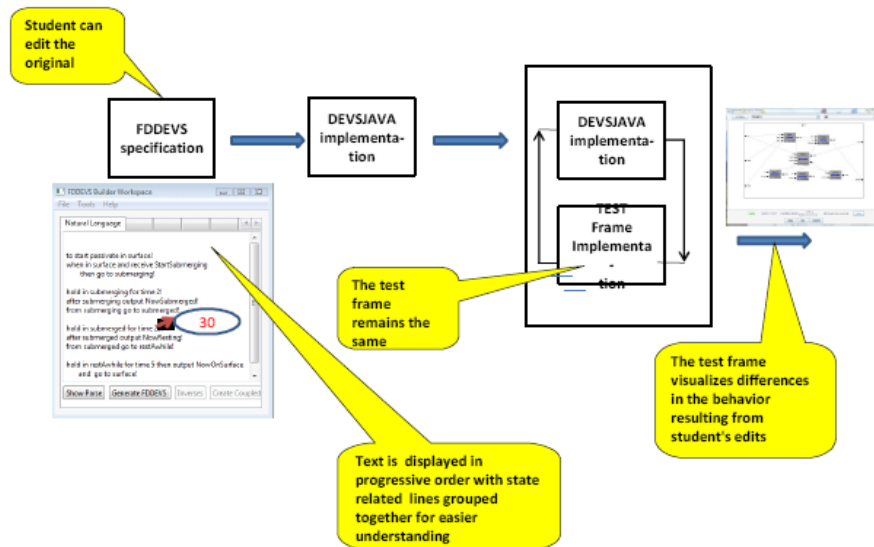 Student can
edit the
original
FDDEVS
specification
DEVSJAVA
implementa-
tion
DEVSJAVA
implementa-
tion
TEST
Frame
Implementa
-
tion
FDDEVS Builder Workspace
File Tools Help
Natural Language
to start passivate in surface!
when in surface and receive StartSubmerging
then go to submerging!
hold in submerging for time 2!
after submerging output NowSubmerged!
from submerging go to submerged!
hold in submerged for time
30
after submerged output NowResting!
from submerged go to restAwhile!
hold in restAwhile for time 5 then output NowOnSurface
and go to surface!
Show Parse Generate FDDEVS Inverses Create Coupled
The test
frame
remains the
same
The test frame
visualizes differences
in the behavior
resulting from
student's edits
Text is displayed in
progressive order with state
related lines grouped
together for easier
understanding